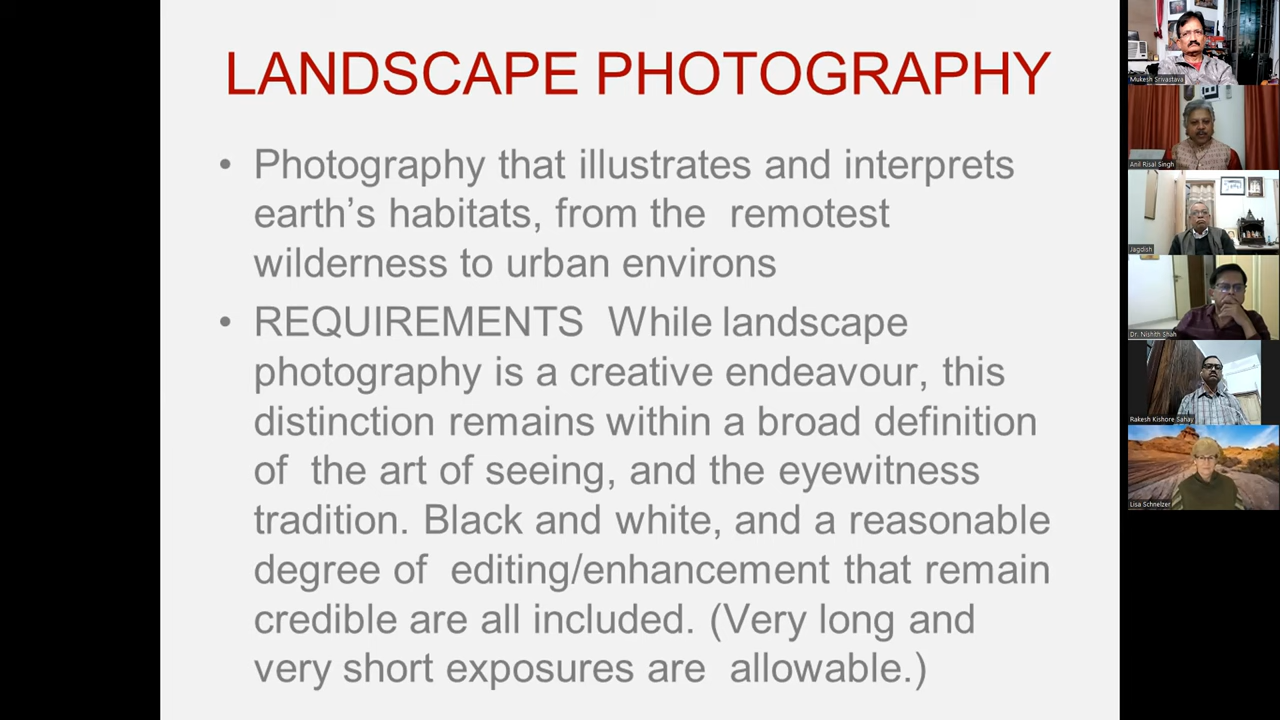 LANDSCAPE PHOTOGRAPHY
• Photography that illustrates and interprets
earth’s habitats, from the remotest
wilderness to urban environs
• REQUIREMENTS While landscape
photography is a creative endeavour, this
distinction remains within a broad definition
of the art of seeing, and the eyewitness
tradition. Black and white, and a reasonable
degree of editing/enhancement that remain
credible are all included. (Very long and
very short exposures are allowable.)
Mukesh Srivastava
Anil Risal Singh
Jagdish
Dr. Nishith Shah
Rakesh Kishore Sahay
Lisa Schnelzer